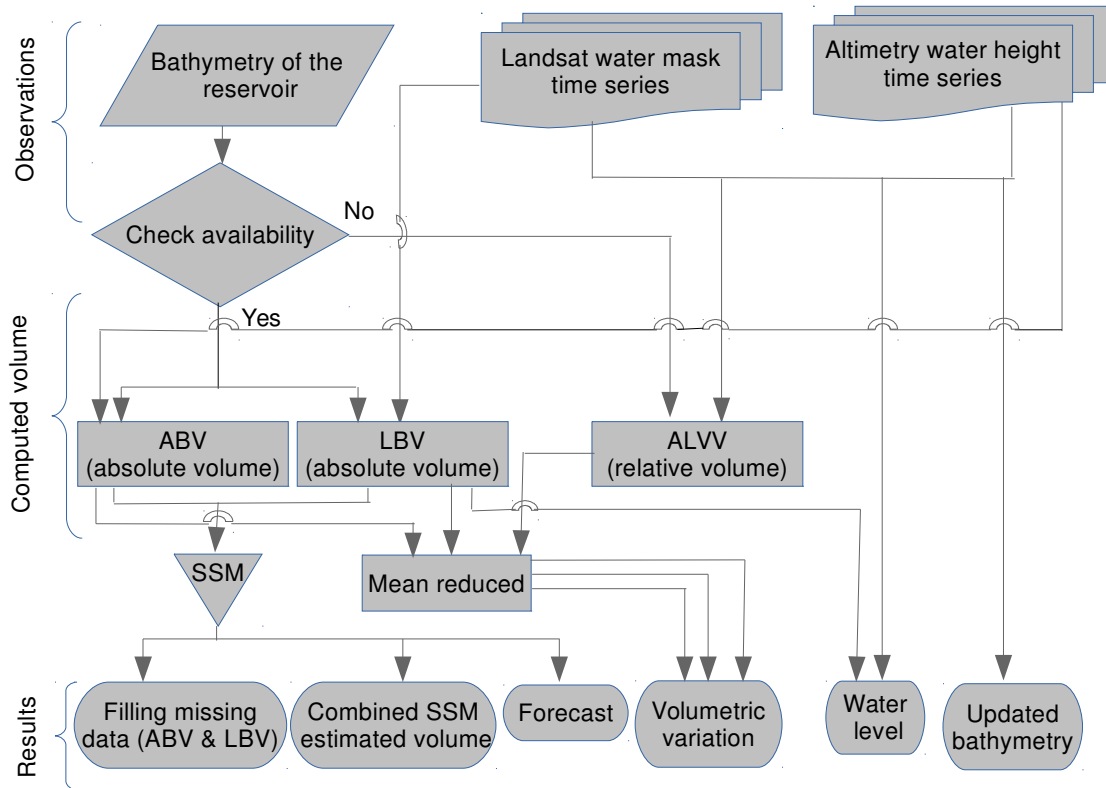 Observations
Bathymetry of the
reservoir
Landsat water mask
time series
Altimetry water height
time series
Check availability
No
Yes
Computed volume
ABV
(absolute volume)
LBV
(absolute volume)
ALVV
(relative volume)
SSM
Mean reduced
Results
Filling missing
data (ABV & LBV)
Combined SSM
estimated volume
Forecast
Volumetric
variation
Water
level
Updated
bathymetry